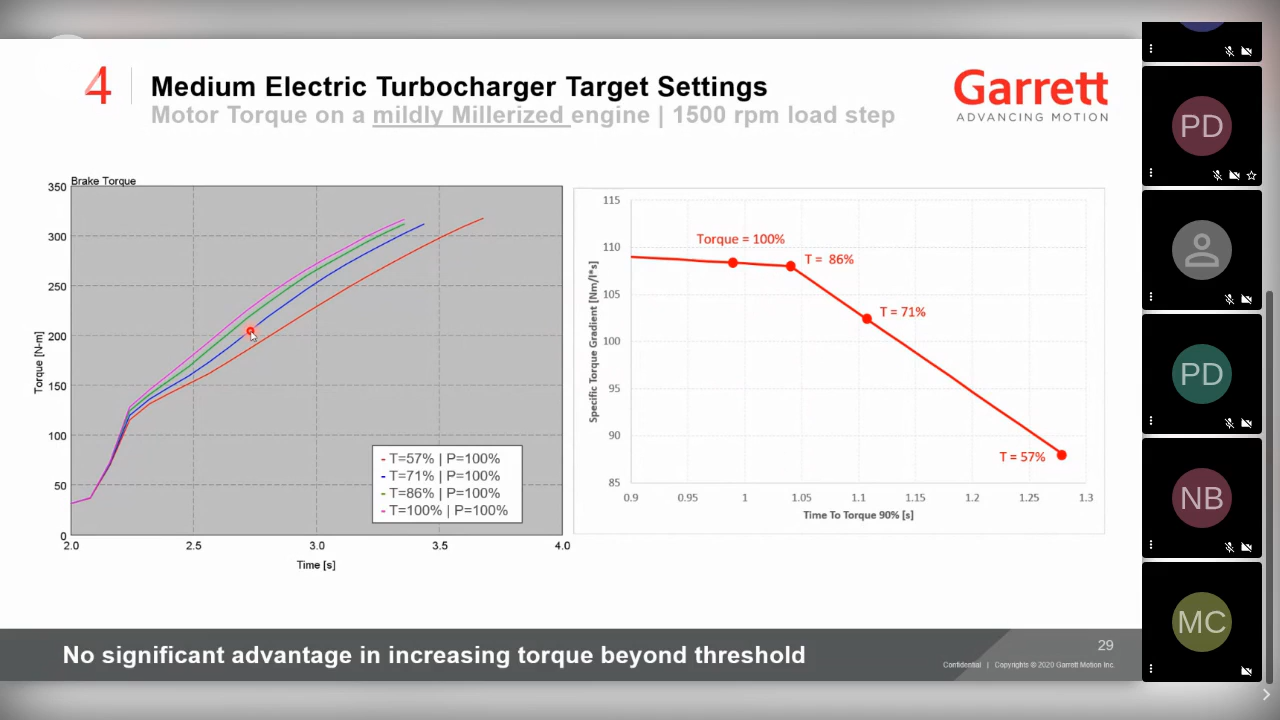 4
Medium Electric Turbocharger Target Settings
Motor Torque on a mildly Millerized engine | 1500 rpm load step
Garrett
ADVANCING MOTION
Brake Torque
350
300
250
200
150
100
50
0
Torque [N-m]
2.0
2.5
3.0
3.5
4.0
Time [s]
- T=57% | P=100%
- T=71% | P=100%
- T=86% | P=100%
- T=100% | P=100%
115
110
105
100
95
90
85
Specific Torque Gradient [Nm/l*s]
Torque = 100%
T = 86%
T = 71%
T = 57%
0.9
0.95
1
1.05
1.1
1.15
1.2
1.25
1.3
Time To Torque 90% [s]
No significant advantage in increasing torque beyond threshold
29
Confidential | Copyrights © 2020 Garrett Motion Inc
PD
PD
NB
MC